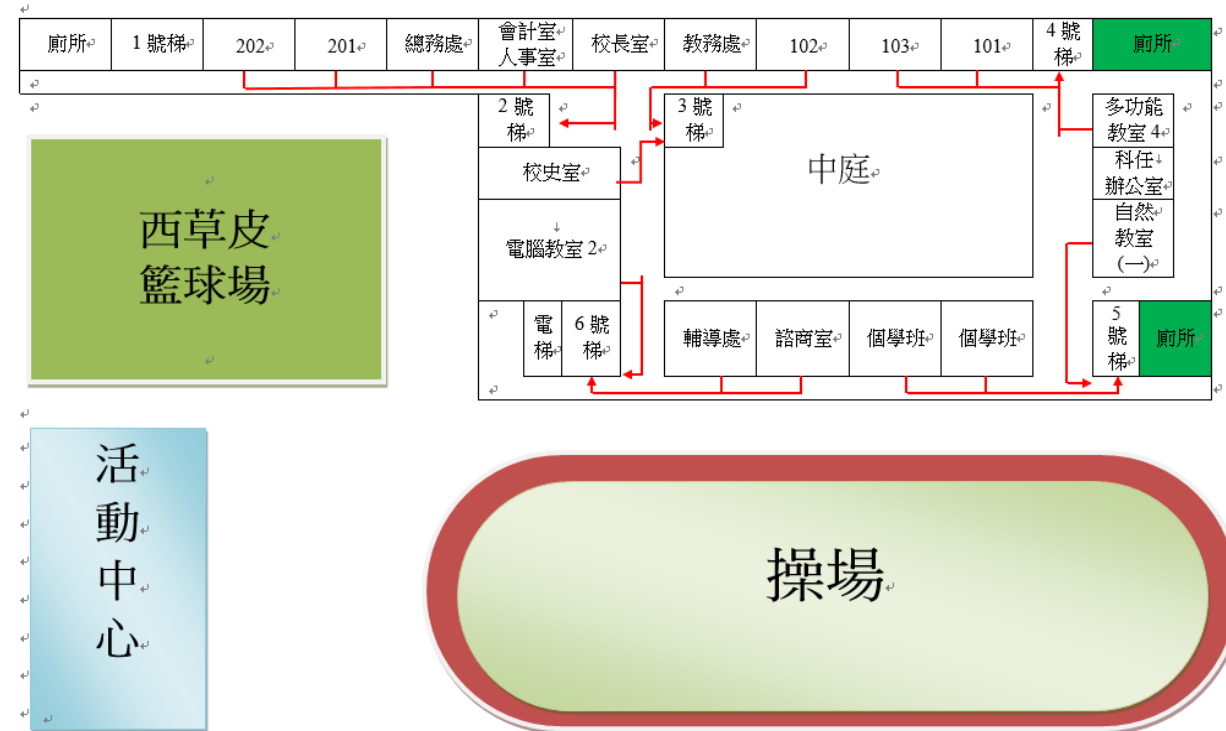 廁所
1 號梯
202
201
總務處
會計室
人事室
校長室
教務處
102
103
101
4 號
梯
廁所
2 號
梯
3 號
梯
多功能
教室 4
校史室
中庭
科任
辦公室
自然
教室
(一)
西草皮
籃球場
電腦教室 2
電
梯
6 號
梯
輔導處
諮商室
個學班
個學班
5
號
梯
廁所
活
動
中
心
操場